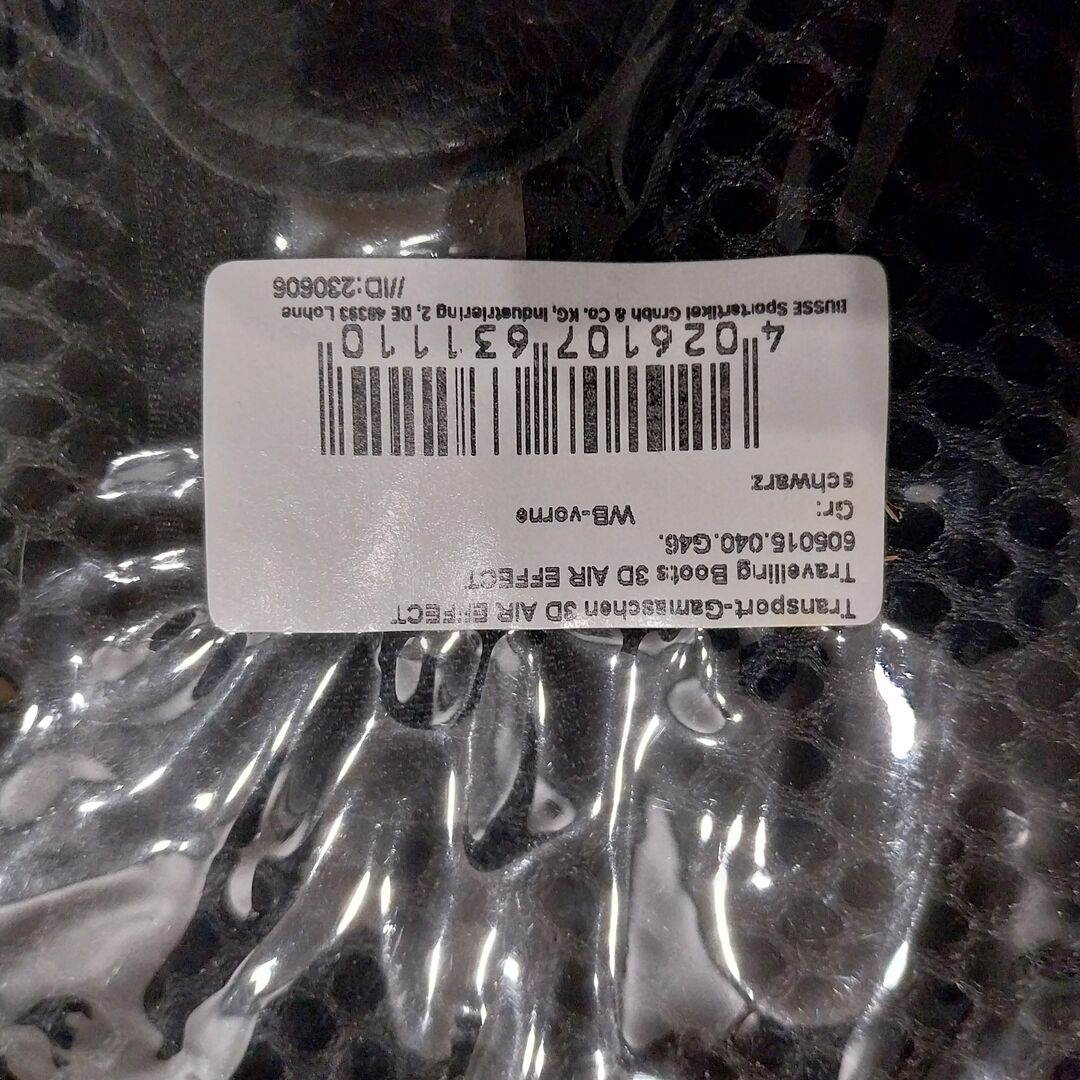 Transport-Gamaschen 3D AIR EFFECT
Travelling Boots 3D AIR EFFECT
605015.040.G46.
Gr: WB-vorne
schwarz
4 026107 631110
BUSSE Sportartikel Gmbh & Co. KG, Industriering 2, DE 49393 Lohne
///ID:230606